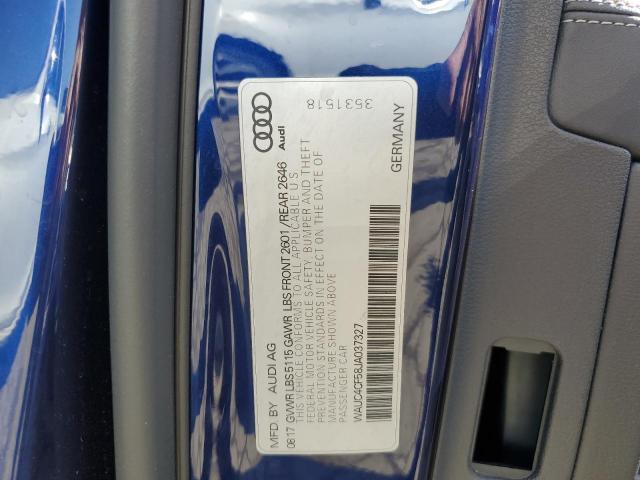 MFD. BY AUDI AG
Audi
3531518
08.17 GVWR LBS 5115 GAWR LBS FRONT 2601 / REAR 2646
THIS VEHICLE CONFORMS TO ALL APPLICABLE U.S.
FEDERAL MOTOR VEHICLE SAFETY, BUMPER AND THEFT
PREVENTION STANDARDS IN EFFECT ON THE DATE OF
MANUFACTURE SHOWN ABOVE
PASSENGER CAR
WAUC4CF58JA037327
GERMANY